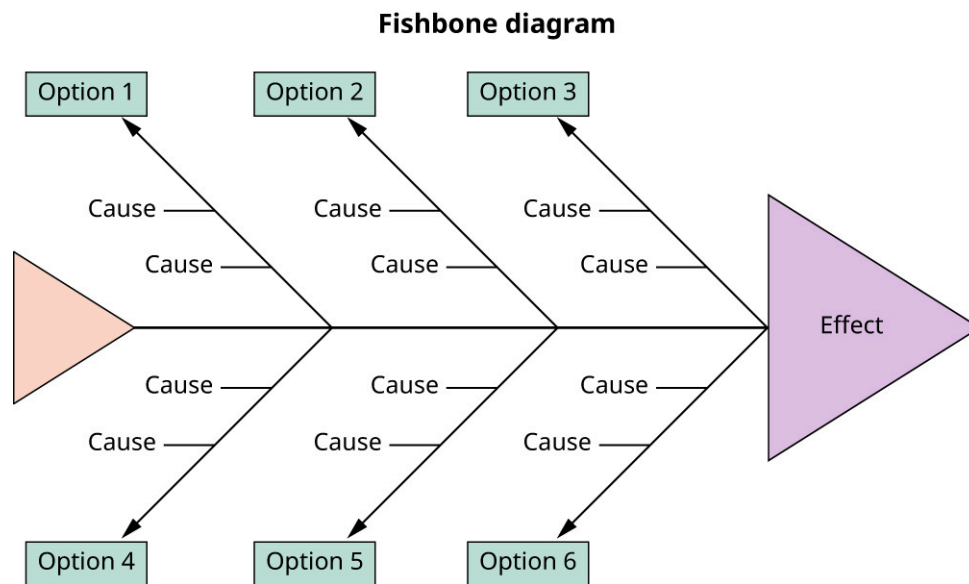 Fishbone diagram
Option 1
Option 2
Option 3
Cause
Cause
Cause
Cause
Cause
Cause
Effect
Cause
Cause
Cause
Cause
Cause
Cause
Option 4
Option 5
Option 6